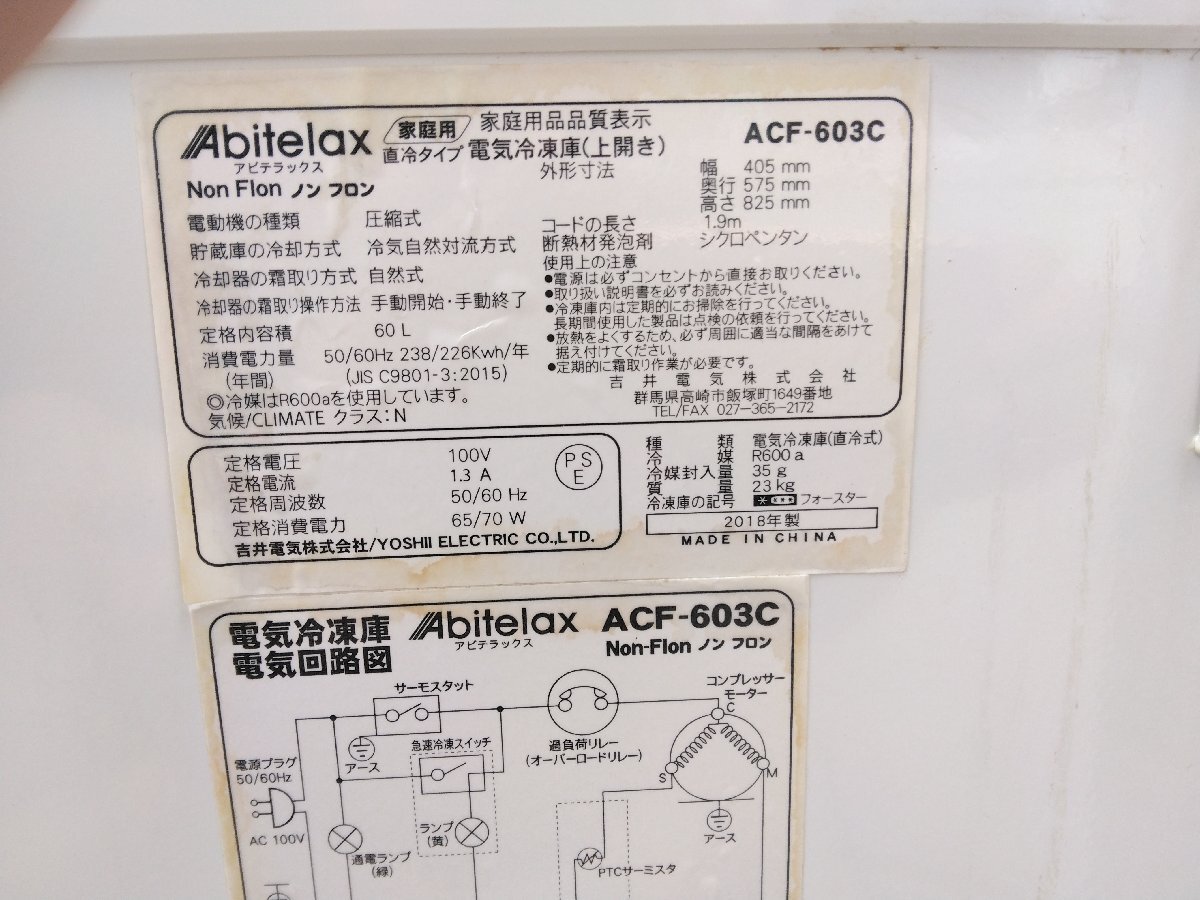 Abitelax 家庭用 家庭用品品質表示 ACF-603C
アビテラックス 直冷タイプ 電気冷凍庫(上開き)
Non Flon ノン フロン
外形寸法 幅 405 mm
奥行 575 mm
高さ 825 mm
電動機の種類 圧縮式
コードの長さ 1.9m
貯蔵庫の冷却方式 冷気自然対流方式
断熱材発泡剤 シクロペンタン
冷却器の霜取り方式 自然式
冷却器の霜取り操作方法 手動開始・手動終了
定格内容積 60 L
消費電力量 50/60Hz 238/226Kwh/年
(年間) (JIS C9801-3:2015)
◎冷媒はR600aを使用しています。
気候/CLIMATE クラス:N
使用上の注意
●電源は必ずコンセントから直接お取りください。
●取り扱い説明書を必ずお読みください。
●冷凍庫内は定期的にお掃除を行ってください。
長期間使用した製品は点検の依頼を行ってください。
●放熱をよくするため、必ず周囲に適当な間隔をあけて
据え付けてください。
●定期的に霜取り作業が必要です。
吉井電気株式会社
群馬県高崎市飯塚町1649番地
TEL/FAX 027-365-2172
定格電圧 100V
定格電流 1.3 A
定格周波数 50/60 Hz
定格消費電力 65/70 W
PS
E
吉井電気株式会社/YOSHII ELECTRIC CO.,LTD.
種類 電気冷凍庫(直冷式)
冷媒 R600a
冷媒封入量 35 g
質量 23 kg
冷凍庫の記号 * *** フォースター
2018年製
MADE IN CHINA
電気冷凍庫 Abitelax ACF-603C
アビテラックス
電気回路図 Non-Flon ノン フロン
サーモスタット
コンプレッサー
モーター
C
アース
急速冷凍スイッチ
過負荷リレー
(オーバーロードリレー)
電源プラグ
50/60Hz
S
M
AC 100V
ランプ
(黄)
アース
通電ランプ
(緑)
PTCサーミスタ